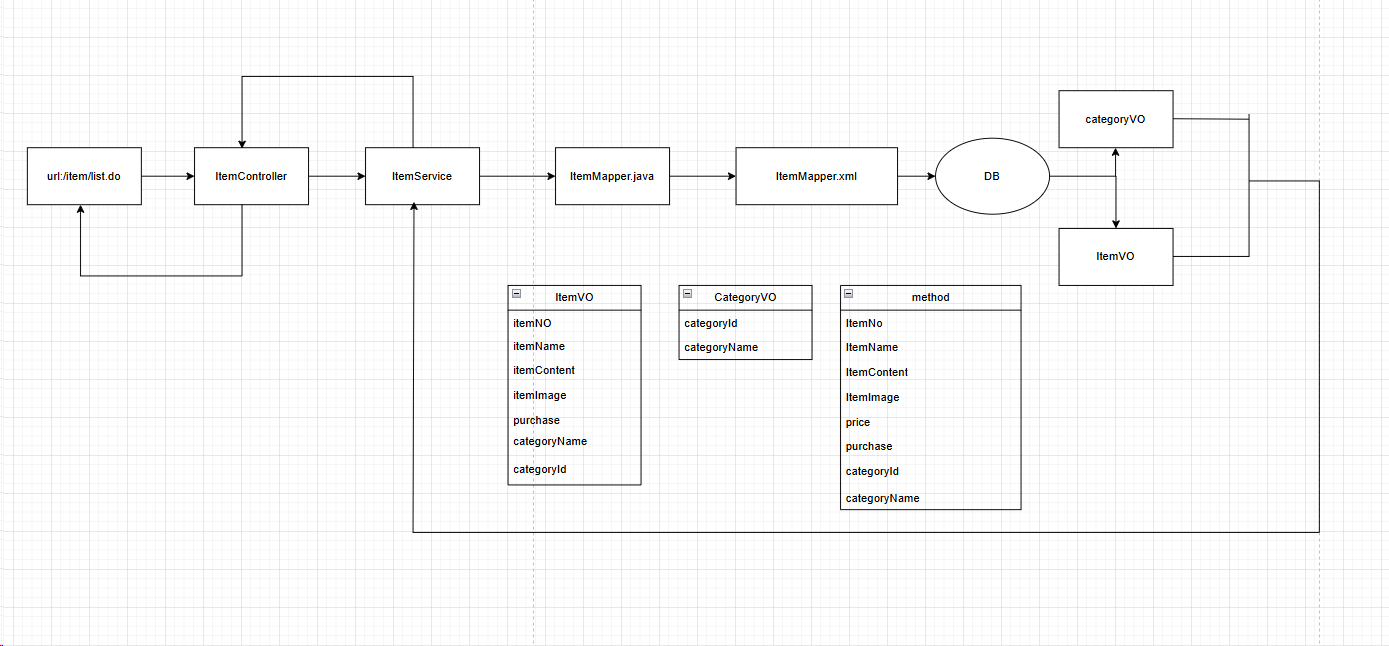 categoryVO
url:/item/list.do
ItemController
ItemService
ItemMapper.java
ItemMapper.xml
DB
ItemVO
ItemVO
itemNO
itemName
itemContent
itemImage
purchase
categoryName
categoryId
CategoryVO
categoryId
categoryName
method
ItemNo
ItemName
ItemContent
ItemImage
price
purchase
categoryId
categoryName